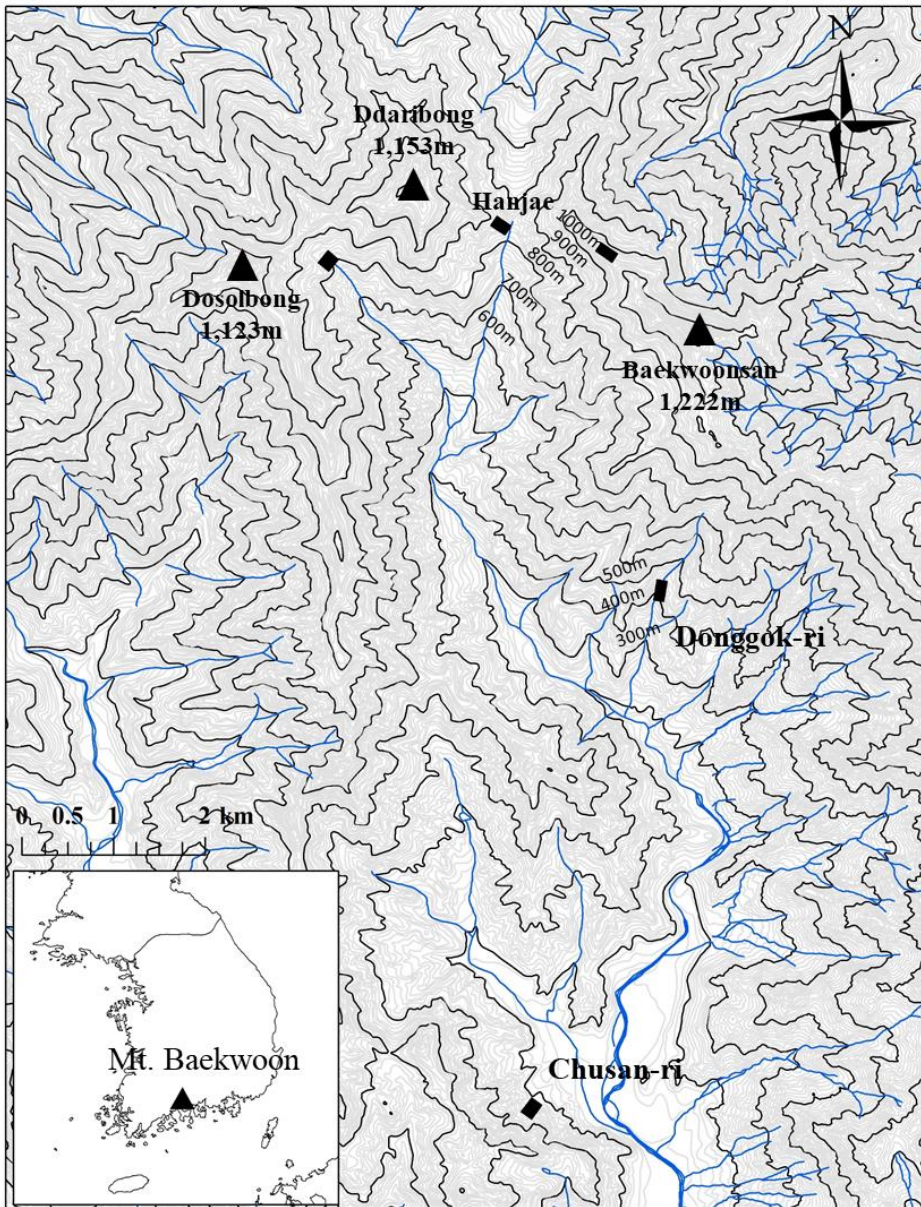 N
Ddaribong
1,153m
Hanjae
1000m
900m
800m
700m
600m
Dosolbong
1,123m
Baekwoonsan
1,222m
500m
400m
300m
Donggok-ri
0 0.5 1 2 km
Mt. Baekwoon
Chusan-ri